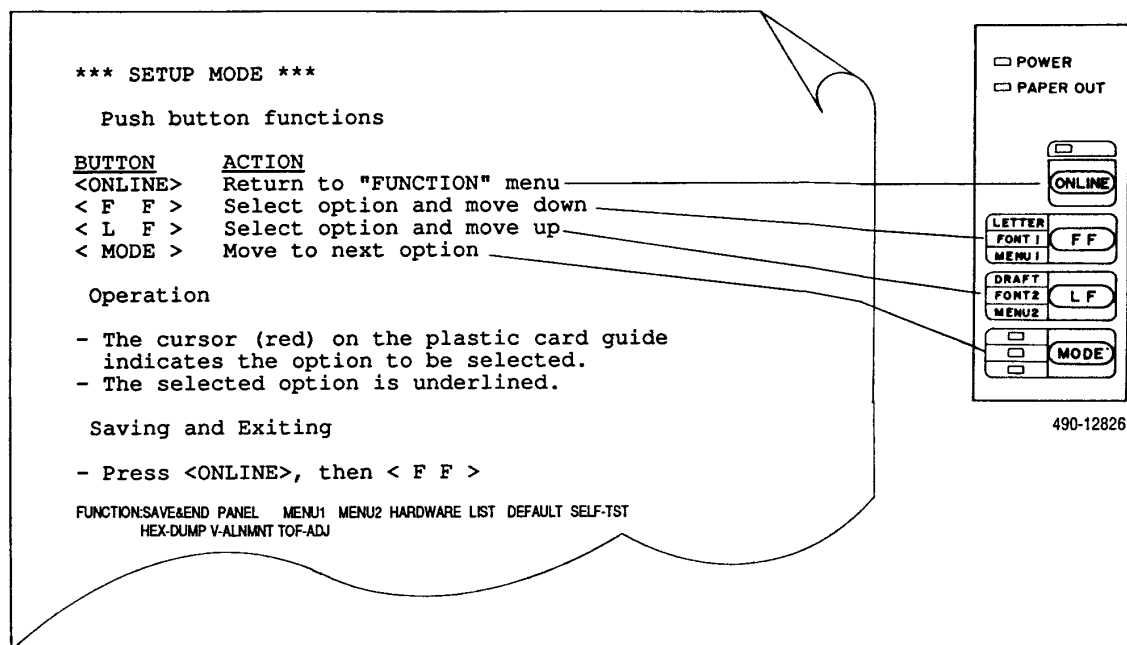 *** SETUP MODE ***
Push button functions
BUTTON ACTION
<ONLINE> Return to "FUNCTION" menu
< F F > Select option and move down
< L F > Select option and move up
< MODE > Move to next option
Operation
- The cursor (red) on the plastic card guide
indicates the option to be selected.
- The selected option is underlined.
Saving and Exiting
- Press <ONLINE>, then < F F >
FUNCTION:SAVE&END PANEL MENU1 MENU2 HARDWARE LIST DEFAULT SELF-TST
HEX-DUMP V-ALNMNT TOF-ADJ
POWER
PAPER OUT
ONLINE
LETTER
FONT 1
MENU 1
F F
DRAFT
FONT2
MENU2
L F
MODE
490-12826